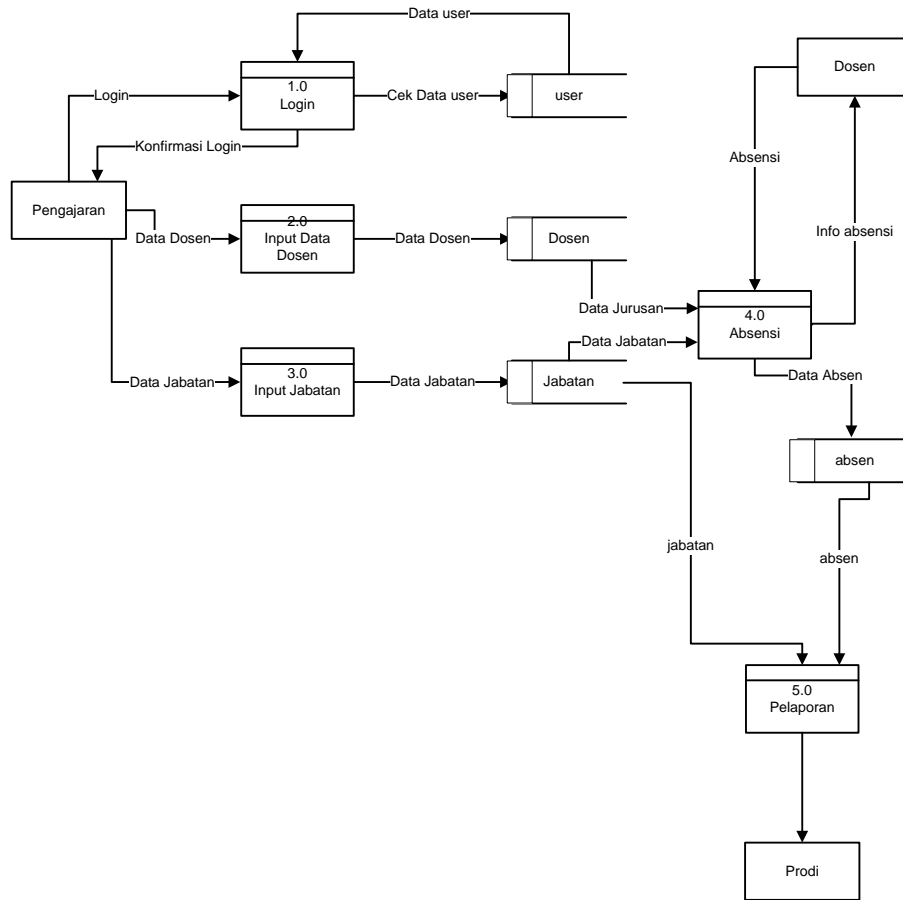 Data user
1.0
Login
Login
Cek Data user
user
Dosen
Konfirmasi Login
Absensi
Pengajaran
2.0
Input Data
Dosen
Data Dosen
Data Dosen
Dosen
Info absensi
Data Jurusan
4.0
Absensi
Data Jabatan
3.0
Input Jabatan
Data Jabatan
Data Jabatan
Jabatan
Data Absen
absen
jabatan
absen
5.0
Pelaporan
Prodi